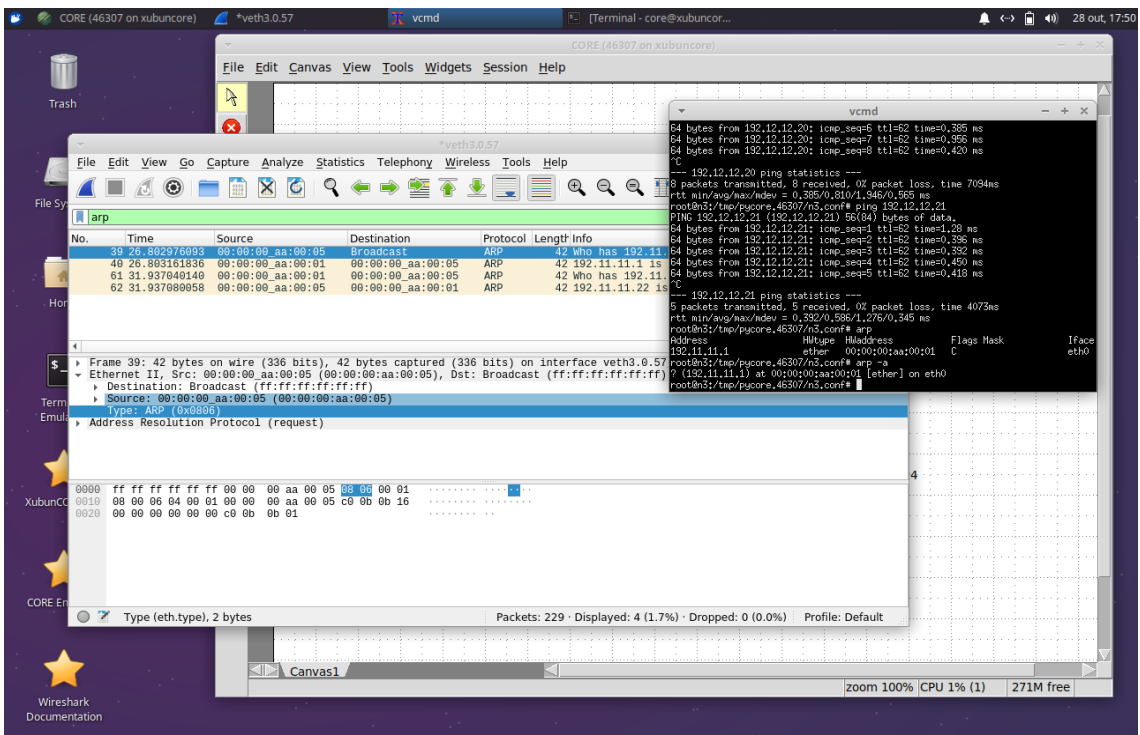 CORE (46307 on xubuncore)
*veth3.0.57
vcmd
[Terminal - core@xubuncor...
28 out, 17:50
CORE (46307 on xubuncore)
File Edit Canvas View Tools Widgets Session Help
Trash
File Sy
Term
Emula
XubunCO
CORE En
Wireshark
Documentation
*veth3.0.57
File Edit View Go Capture Analyze Statistics Telephony Wireless Tools Help
arp
No. Time Source Destination Protocol Length Info
39 26.802976093 00:00:00_aa:00:05 Broadcast ARP 42 Who has 192.11.
40 26.803161836 00:00:00_aa:00:01 00:00:00_aa:00:05 ARP 42 192.11.11.1 is
61 31.937040140 00:00:00_aa:00:01 00:00:00_aa:00:05 ARP 42 Who has 192.11.
62 31.937080058 00:00:00_aa:00:05 00:00:00_aa:00:01 ARP 42 192.11.11.22 is
Frame 39: 42 bytes on wire (336 bits), 42 bytes captured (336 bits) on interface veth3.0.57
Ethernet II, Src: 00:00:00_aa:00:05 (00:00:00:aa:00:05), Dst: Broadcast (ff:ff:ff:ff:ff:ff)
Destination: Broadcast (ff:ff:ff:ff:ff:ff)
Source: 00:00:00_aa:00:05 (00:00:00:aa:00:05)
Type: ARP (0x0806)
Address Resolution Protocol (request)
0000 ff ff ff ff ff ff 00 00 00 aa 00 05 08 06 00 01 ········ ········
0010 08 00 06 04 00 01 00 00 00 aa 00 05 c0 0b 0b 16 ········ ········
0020 00 00 00 00 00 00 c0 0b 0b 01 ········ ··
Type (eth.type), 2 bytes
Packets: 229 · Displayed: 4 (1.7%) · Dropped: 0 (0.0%)
Profile: Default
vcmd
64 bytes from 192.12.12.20: icmp_seq=6 ttl=62 time=0.385 ms
64 bytes from 192.12.12.20: icmp_seq=7 ttl=62 time=0.956 ms
64 bytes from 192.12.12.20: icmp_seq=8 ttl=62 time=0.420 ms
^C
--- 192.12.12.20 ping statistics ---
8 packets transmitted, 8 received, 0% packet loss, time 7094ms
rtt min/avg/max/mdev = 0.385/0.810/1.946/0.565 ms
root@n3:/tmp/pycore.46307/n3.conf# ping 192.12.12.21
PING 192.12.12.21 (192.12.12.21) 56(84) bytes of data.
64 bytes from 192.12.12.21: icmp_seq=1 ttl=62 time=1.28 ms
64 bytes from 192.12.12.21: icmp_seq=2 ttl=62 time=0.396 ms
64 bytes from 192.12.12.21: icmp_seq=3 ttl=62 time=0.392 ms
64 bytes from 192.12.12.21: icmp_seq=4 ttl=62 time=0.450 ms
64 bytes from 192.12.12.21: icmp_seq=5 ttl=62 time=0.418 ms
^C
--- 192.12.12.21 ping statistics ---
5 packets transmitted, 5 received, 0% packet loss, time 4073ms
rtt min/avg/max/mdev = 0.392/0.586/1.276/0.345 ms
root@n3:/tmp/pycore.46307/n3.conf# arp
Address HWtype HWaddress Flags Mask Iface
192.11.11.1 ether 00:00:00:aa:00:01 C eth0
root@n3:/tmp/pycore.46307/n3.conf# arp -a
? (192.11.11.1) at 00:00:00:aa:00:01 [ether] on eth0
root@n3:/tmp/pycore.46307/n3.conf#
4
Canvas1
zoom 100% CPU 1% (1) 271M free